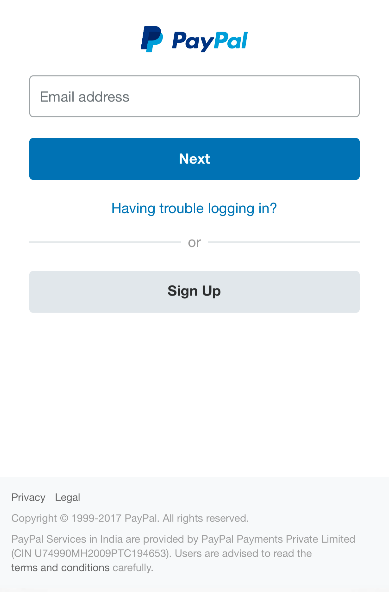 PayPal
Email address
Next
Having trouble logging in?
or
Sign Up
Privacy Legal
Copyright © 1999-2017 PayPal. All rights reserved.
PayPal Services in India are provided by PayPal Payments Private Limited
(CIN U74990MH2009PTC194653). Users are advised to read the
terms and conditions carefully.